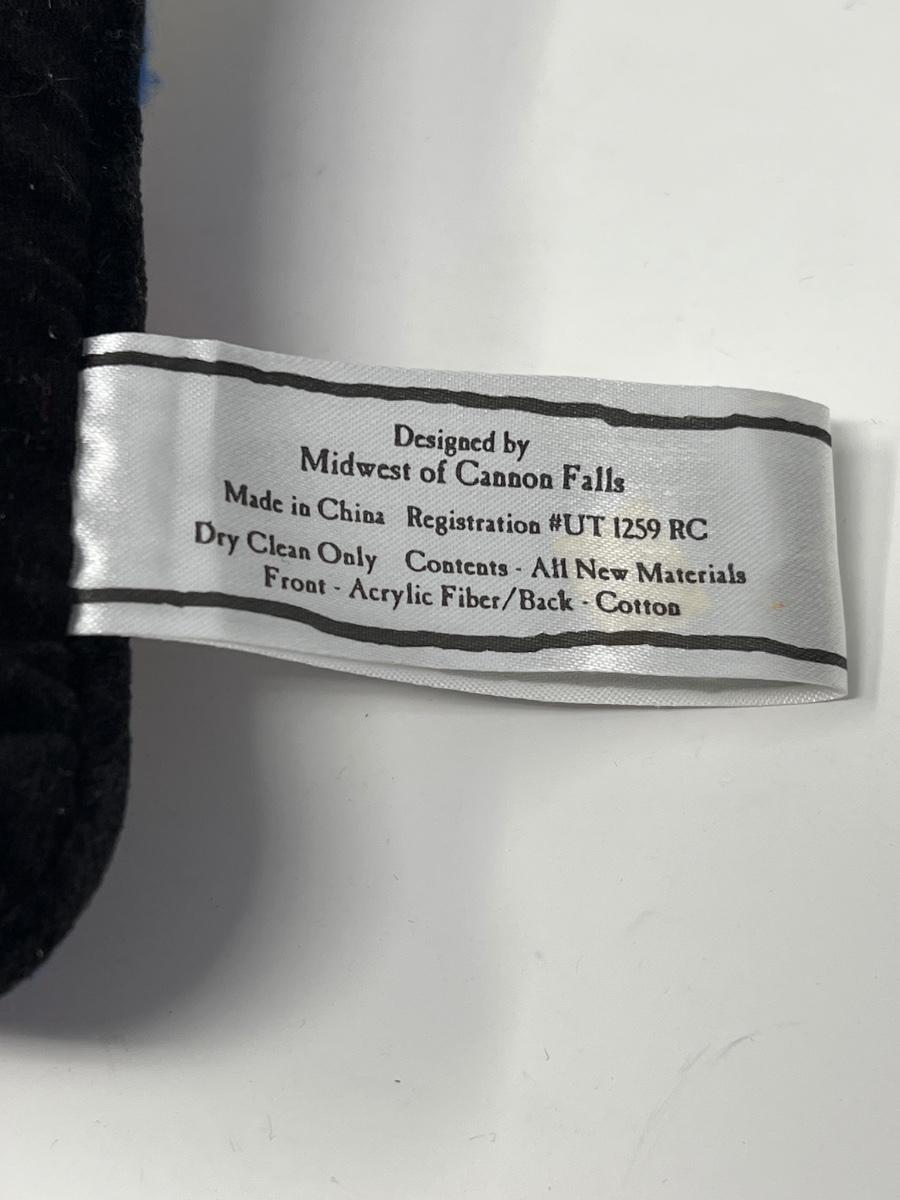 Designed by
Midwest of Cannon Falls
Made in China Registration #UT 1259 RC
Dry Clean Only Contents - All New Materials
Front - Acrylic Fiber/Back - Cotton